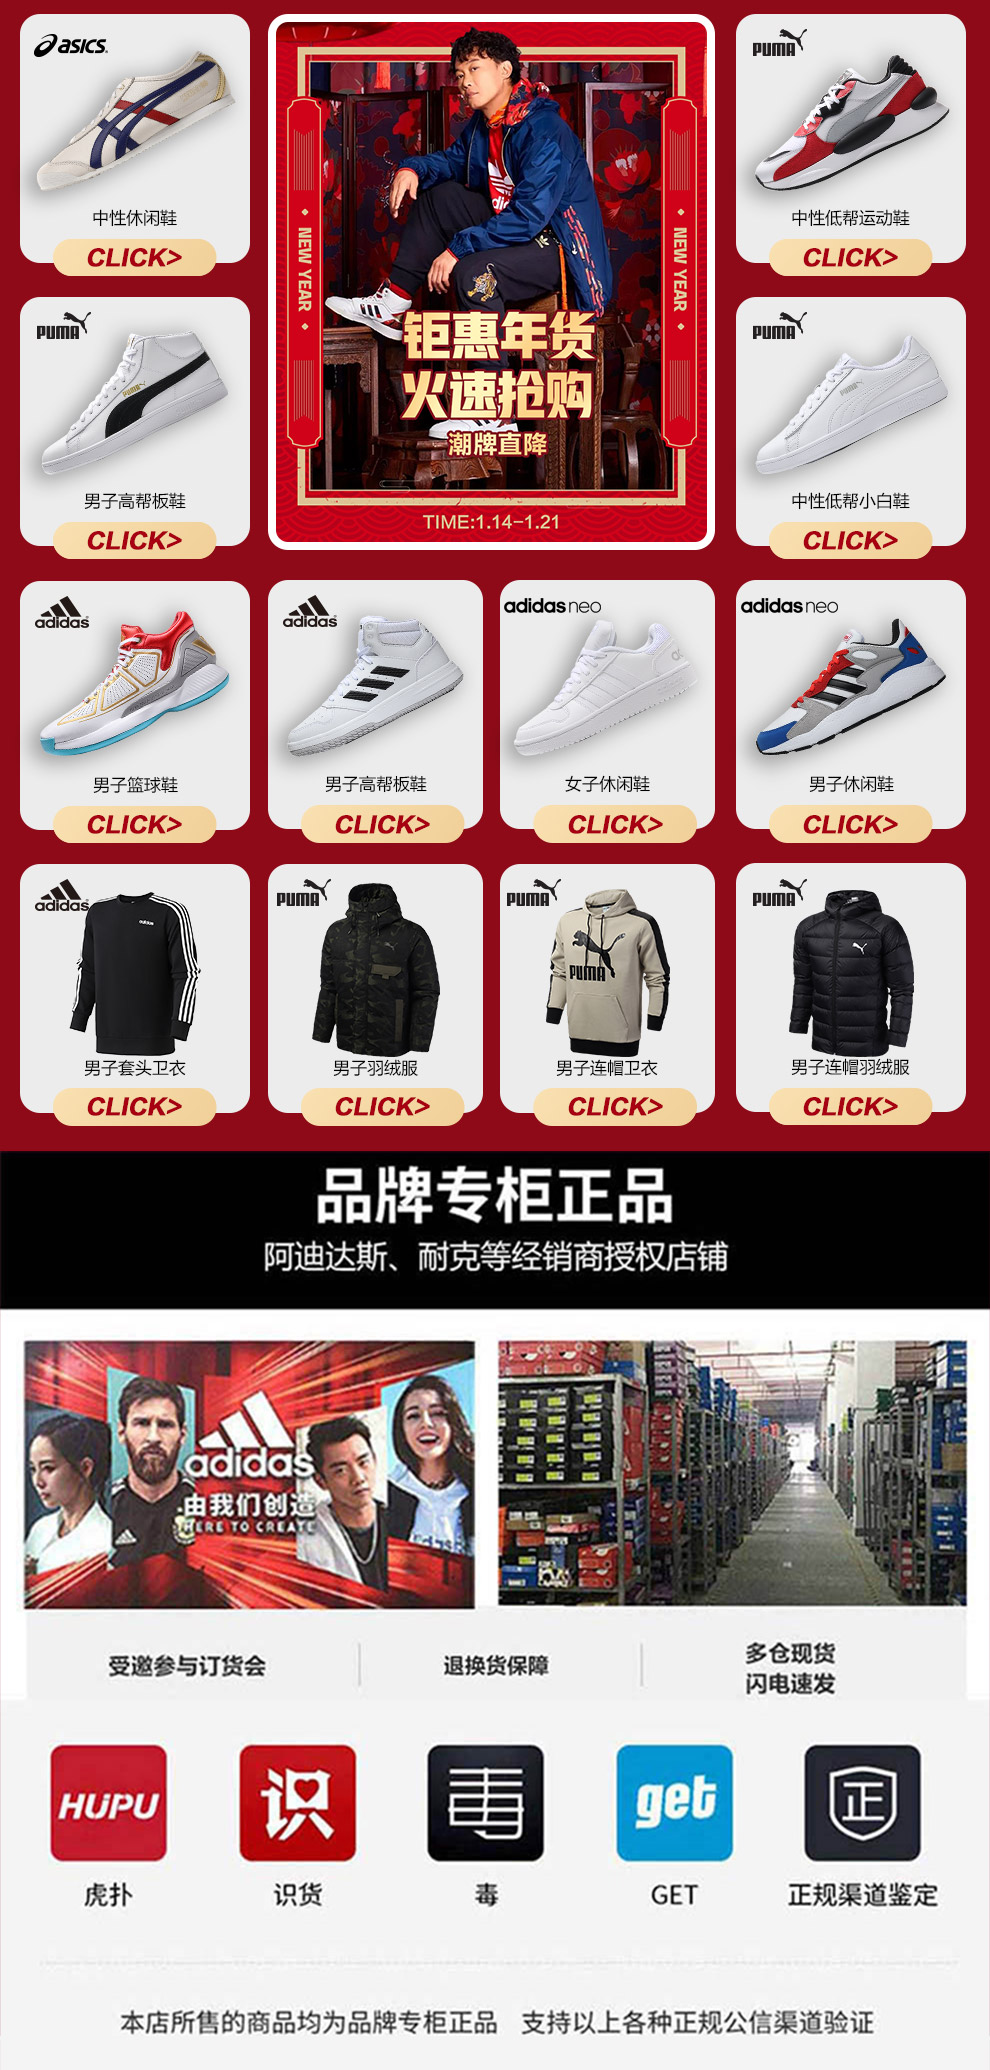 asics
中性休闲鞋
CLICK>
NEW YEAR
NEW YEAR
钜惠年货
火速抢购
潮牌直降
TIME:1.14-1.21
PUMA
中性低帮运动鞋
CLICK>
PUMA
男子高帮板鞋
CLICK>
PUMA
中性低帮小白鞋
CLICK>
adidas
男子篮球鞋
CLICK>
adidas
男子高帮板鞋
CLICK>
adidas neo
女子休闲鞋
CLICK>
adidas neo
男子休闲鞋
CLICK>
adidas
男子套头卫衣
CLICK>
PUMA
男子羽绒服
CLICK>
PUMA
PUMA
男子连帽卫衣
CLICK>
PUMA
男子连帽羽绒服
CLICK>
品牌专柜正品
阿迪达斯、耐克等经销商授权店铺
adidas
由我们创造
HERE TO CREATE
受邀参与订货会
退换货保障
多仓现货
闪电速发
HUPU
识
毒
get
正
虎扑
识货
毒
GET
正规渠道鉴定
本店所售的商品均为品牌专柜正品 支持以上各种正规公信渠道验证